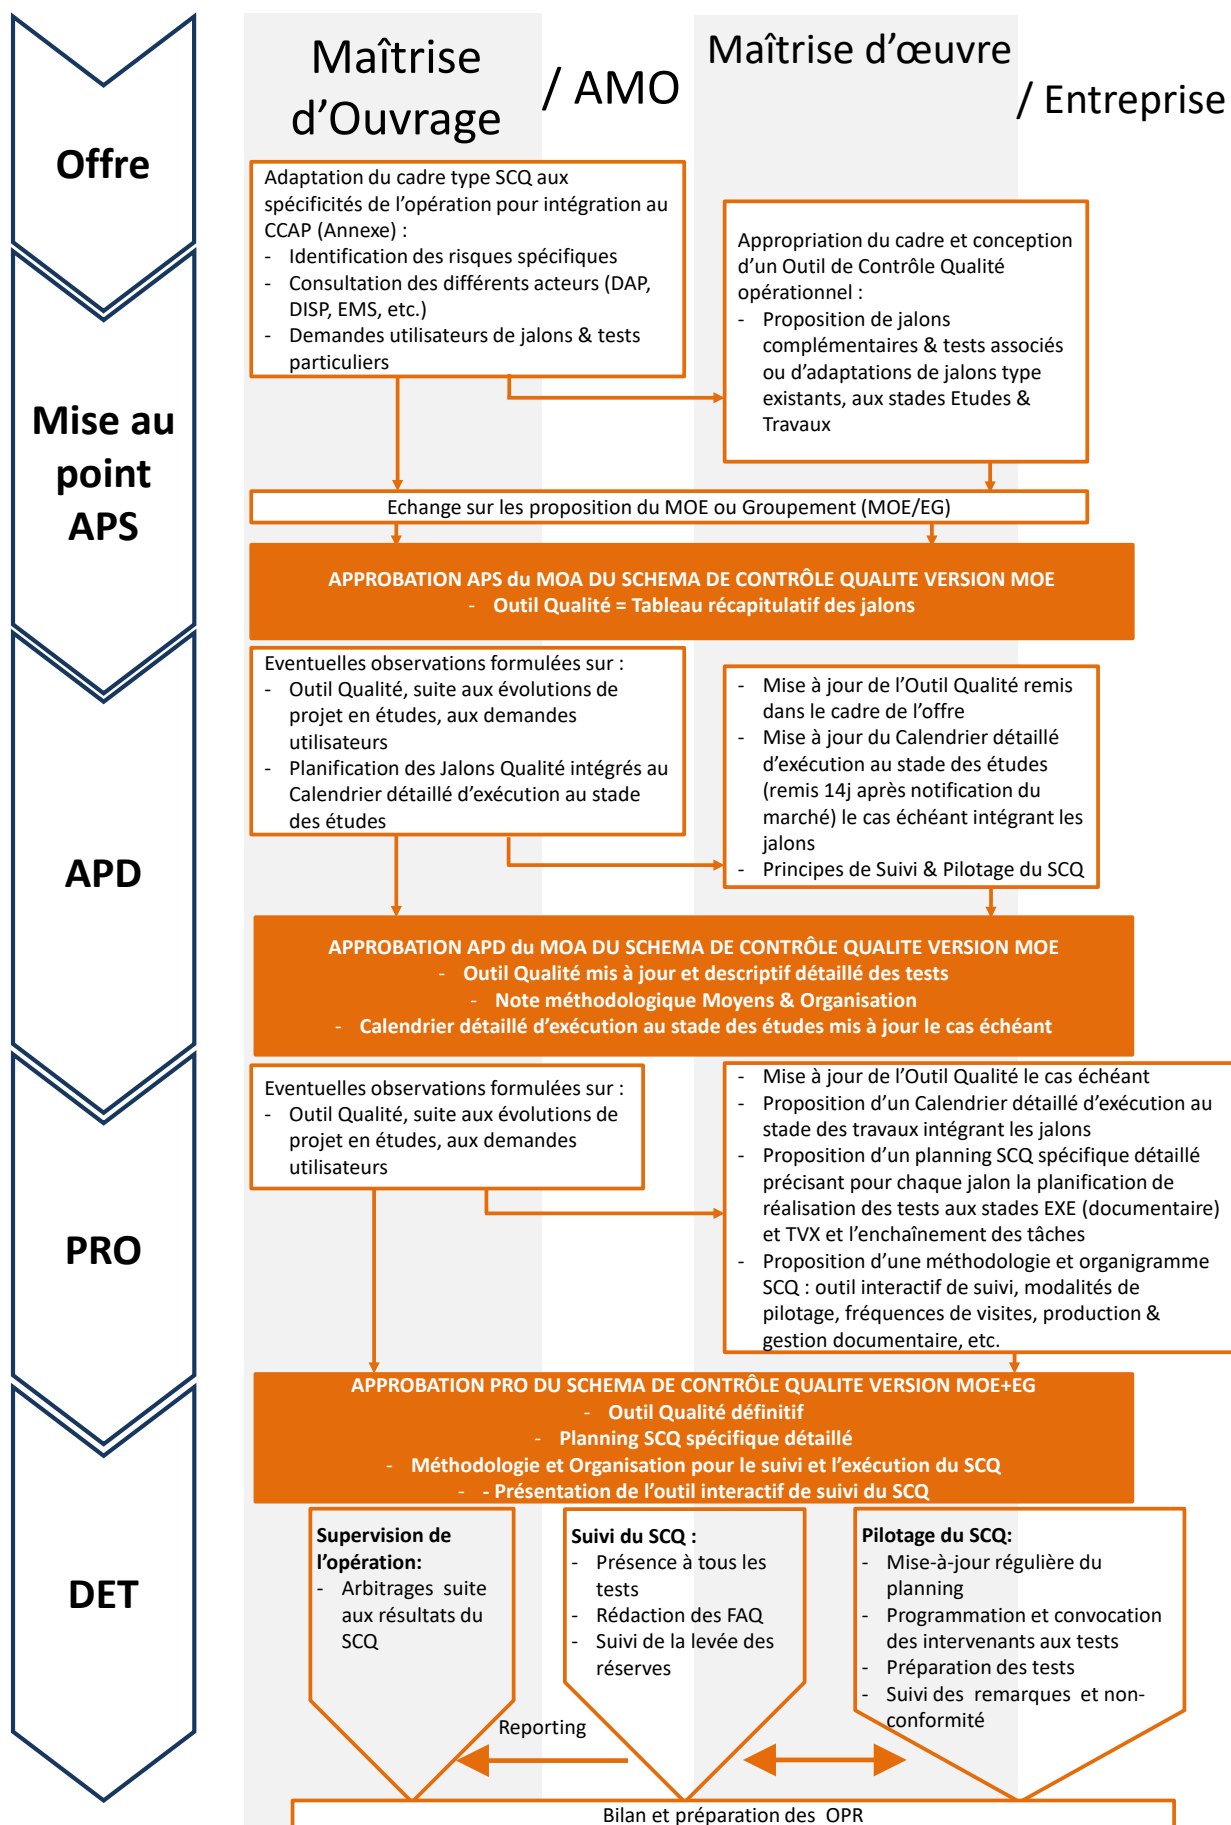 Maîtrise
d’Ouvrage
/ AMO
Maîtrise d’œuvre
/ Entreprise
Offre
Adaptation du cadre type SCQ aux
spécificités de l’opération pour intégration au
CCAP (Annexe) :
- Identification des risques spécifiques
- Consultation des différents acteurs (DAP,
DISP, EMS, etc.)
- Demandes utilisateurs de jalons & tests
particuliers
Appropriation du cadre et conception
d’un Outil de Contrôle Qualité
opérationnel :
- Proposition de jalons
complémentaires & tests associés
ou d’adaptations de jalons type
existants, aux stades Etudes &
Travaux
Mise au
point
APS
Echange sur les proposition du MOE ou Groupement (MOE/EG)
APPROBATION APS du MOA DU SCHEMA DE CONTRÔLE QUALITE VERSION MOE
- Outil Qualité = Tableau récapitulatif des jalons
APD
Eventuelles observations formulées sur :
- Outil Qualité, suite aux évolutions de
projet en études, aux demandes
utilisateurs
- Planification des Jalons Qualité intégrés au
Calendrier détaillé d’exécution au stade
des études
- Mise à jour de l’Outil Qualité remis
dans le cadre de l’offre
- Mise à jour du Calendrier détaillé
d’exécution au stade des études
(remis 14j après notification du
marché) le cas échéant intégrant les
jalons
- Principes de Suivi & Pilotage du SCQ
APPROBATION APD du MOA DU SCHEMA DE CONTRÔLE QUALITE VERSION MOE
- Outil Qualité mis à jour et descriptif détaillé des tests
- Note méthodologique Moyens & Organisation
- Calendrier détaillé d’exécution au stade des études mis à jour le cas échéant
PRO
Eventuelles observations formulées sur :
- Outil Qualité, suite aux évolutions de
projet en études, aux demandes
utilisateurs
- Mise à jour de l’Outil Qualité le cas échéant
- Proposition d’un Calendrier détaillé d’exécution au
stade des travaux intégrant les jalons
- Proposition d’un planning SCQ spécifique détaillé
précisant pour chaque jalon la planification de
réalisation des tests aux stades EXE (documentaire)
et TVX et l’enchaînement des tâches
- Proposition d’une méthodologie et organigramme
SCQ : outil interactif de suivi, modalités de
pilotage, fréquences de visites, production &
gestion documentaire, etc.
APPROBATION PRO DU SCHEMA DE CONTRÔLE QUALITE VERSION MOE+EG
- Outil Qualité définitif
- Planning SCQ spécifique détaillé
- Méthodologie et Organisation pour le suivi et l’exécution du SCQ
- - Présentation de l’outil interactif de suivi du SCQ
DET
Supervision de
l’opération:
- Arbitrages suite
aux résultats du
SCQ
Suivi du SCQ :
- Présence à tous les
tests
- Rédaction des FAQ
- Suivi de la levée des
réserves
Pilotage du SCQ:
- Mise-à-jour régulière du
planning
- Programmation et convocation
des intervenants aux tests
- Préparation des tests
- Suivi des remarques et non-
conformité
Reporting
Bilan et préparation des OPR